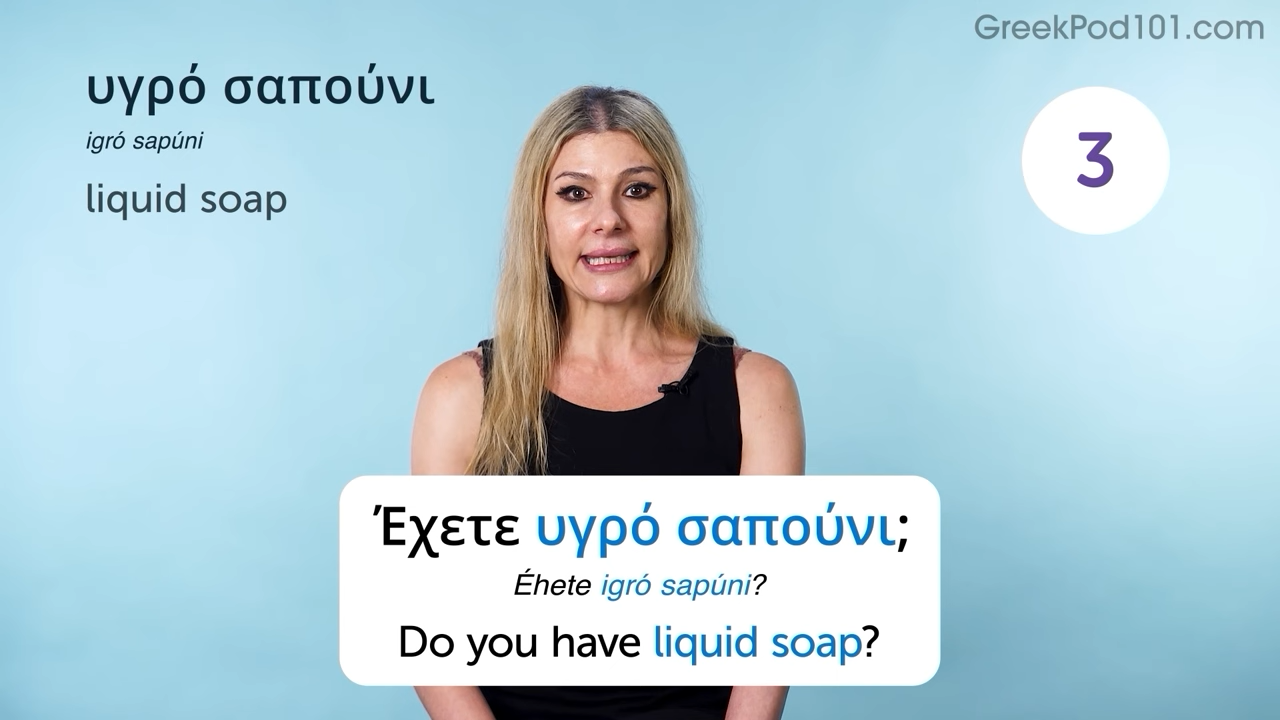 GreekPod101.com
υγρό σαπούνι
igró sapúni
liquid soap
3
Έχετε υγρό σαπούνι;
Éhete igró sapúni?
Do you have liquid soap?